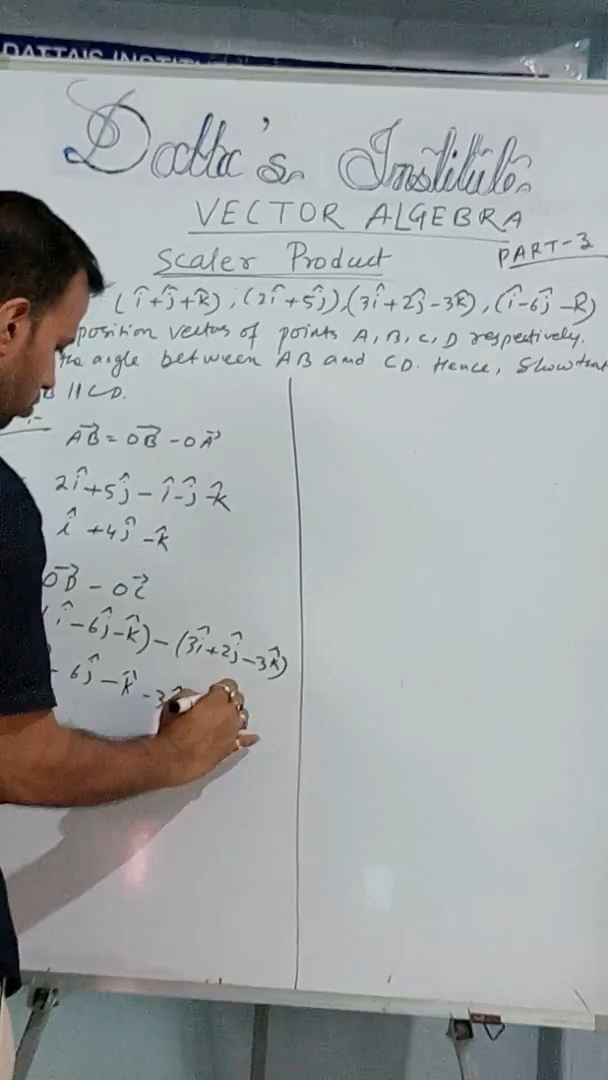 DATTA'S INSTITU
Datta's Institute
VECTOR ALGEBRA
Scaler Product
PART-3
(î+ĵ+k̂), (2î+5ĵ), (3î+2ĵ-3k̂), (î-6ĵ-k̂)
position vectors of points A, B, C, D respectively.
the angle between AB and CD. Hence, Show that
B || CD.
AB⃗ = OB⃗ - OA⃗
2î+5ĵ - î-ĵ-k̂
î +4ĵ -k̂
OD⃗ - OC⃗
î-6ĵ-k̂) - (3î+2ĵ-3k̂)
- 6ĵ - k̂ - 3î